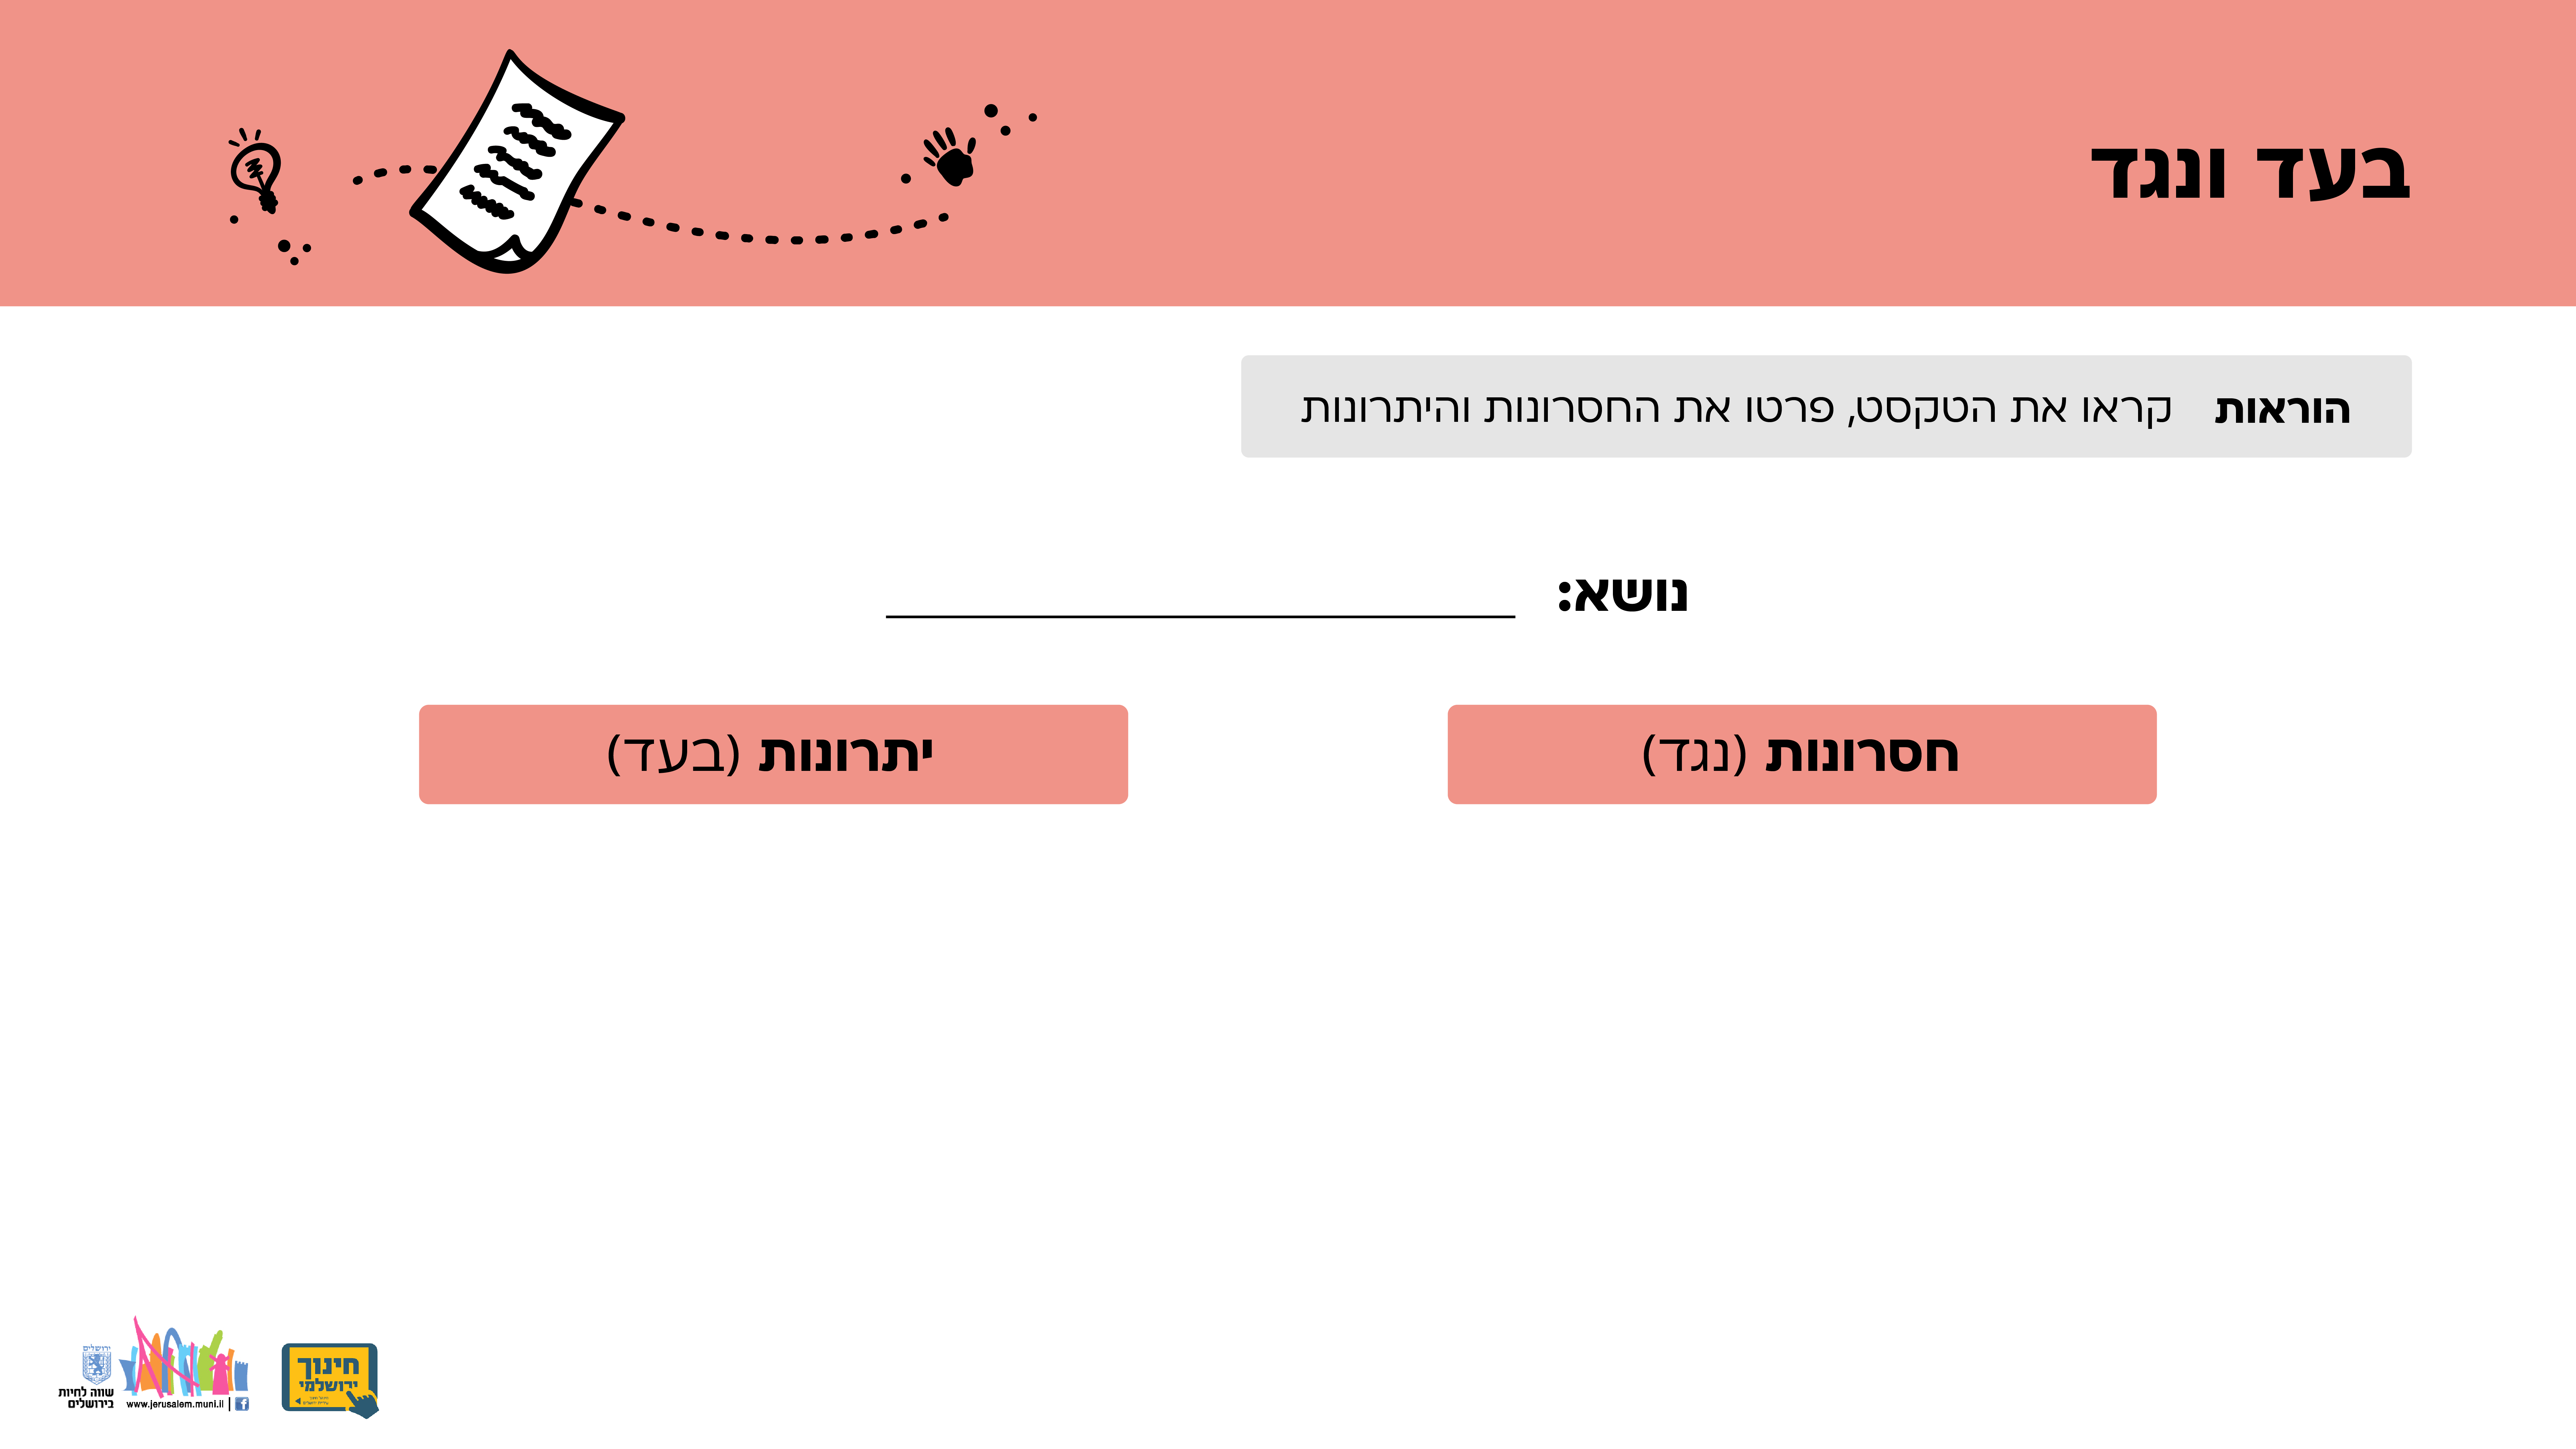 בעד ונגד
הוראות קראו את הטקסט, פרטו את החסרונות והיתרונות
נושא:
חסרונות (נגד)
יתרונות (בעד)
ירושלים
שווה לחיות
בירושלים
www.jerusalem.muni.il | f
חינוך
ירושלמי